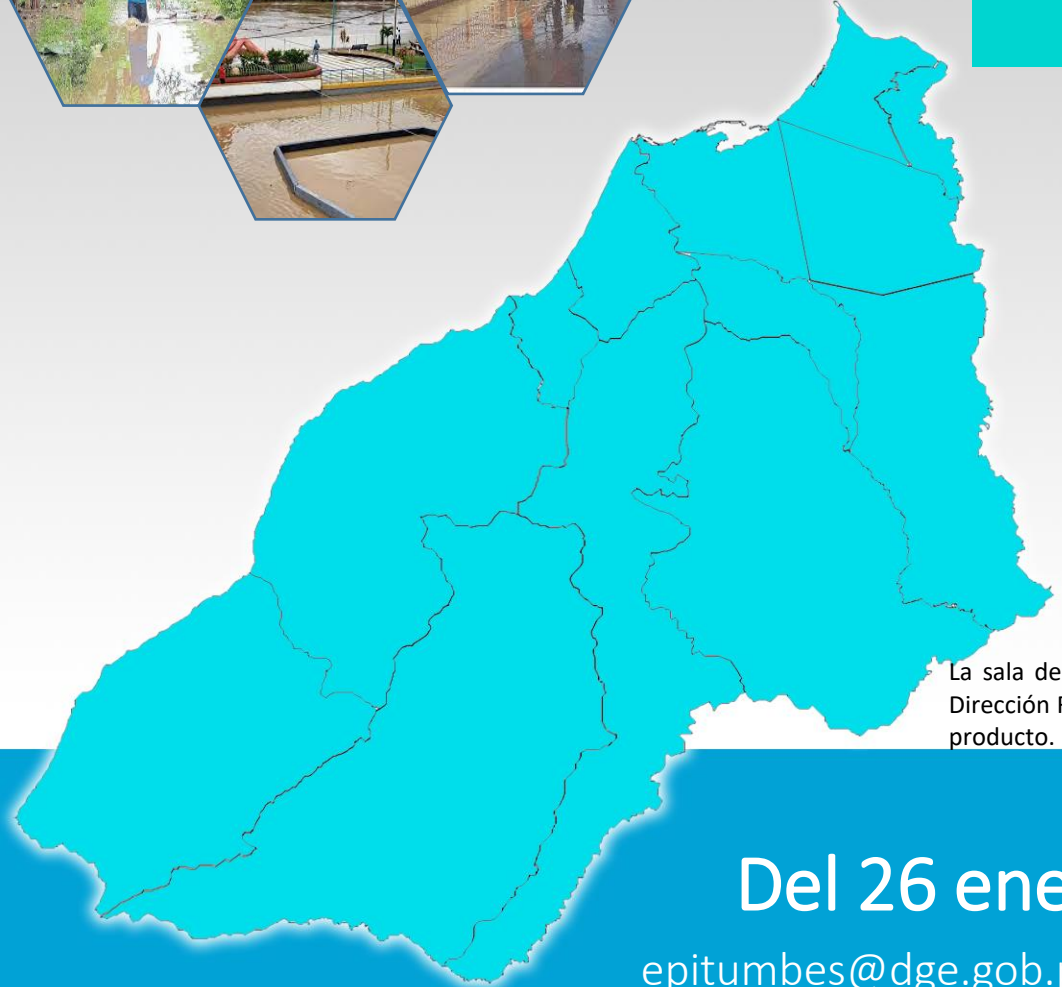 La sala de
Dirección
producto.
Del 26 ene
epitumbes@dge.gob.